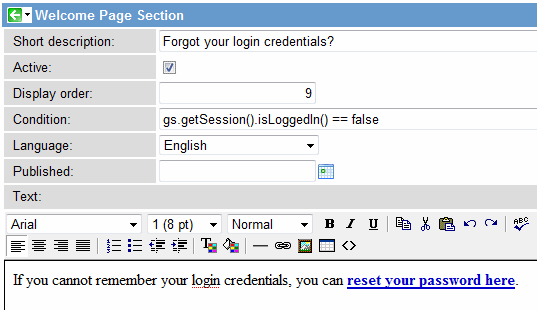 Welcome Page Section
Short description: Forgot your login credentials?
Active:
Display order: 9
Condition: gs.getSession().isLoggedIn() == false
Language: English
Published:
Text:
Arial 1 (8 pt) Normal B I U ABC
If you cannot remember your login credentials, you can reset your password here.